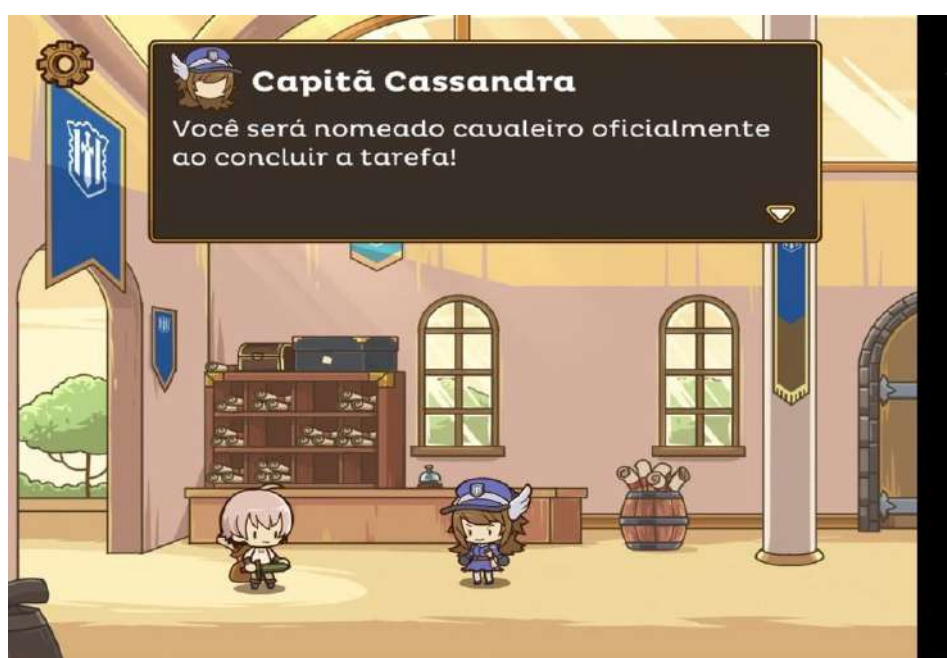 Capitã Cassandra
Você será nomeado cavaleiro oficialmente
ao concluir a tarefa!